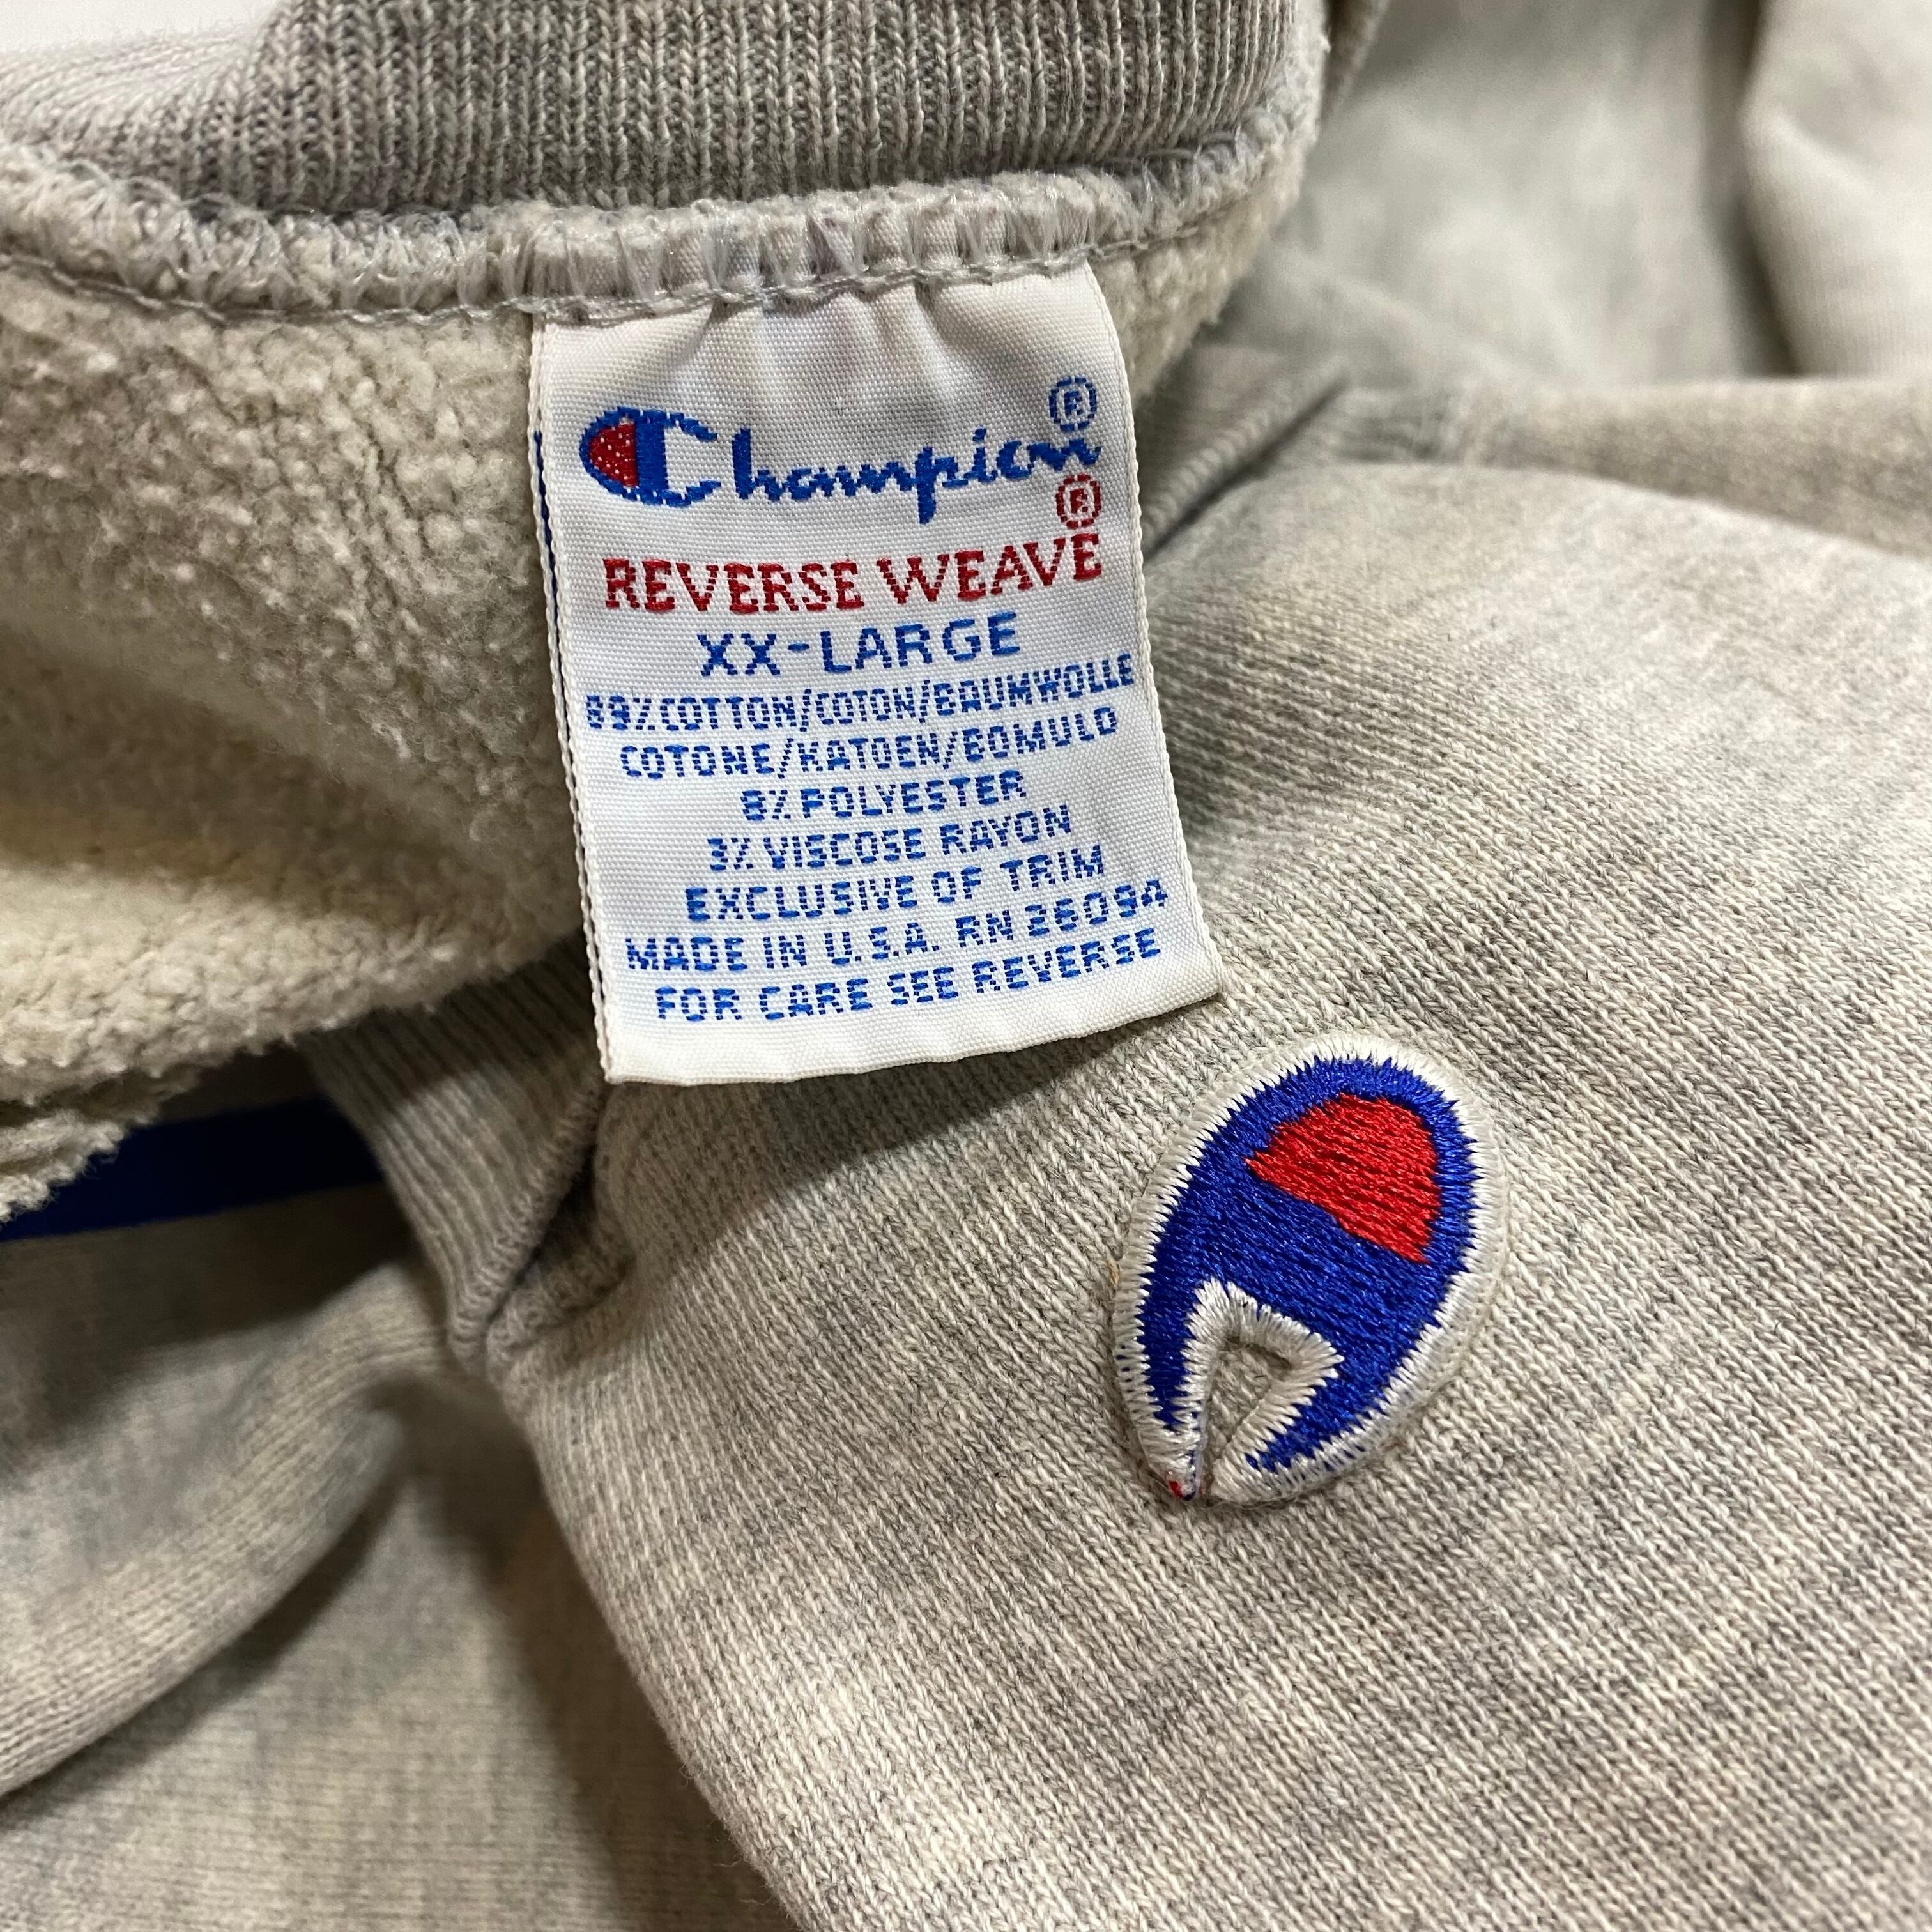 Champion®
REVERSE WEAVE®
XX-LARGE
89%COTTON/COTON/BAUMWOLLE
COTONE/KATOEN/BOMULD
8% POLYESTER
3% VISCOSE RAYON
EXCLUSIVE OF TRIM
MADE IN U.S.A. RN 26094
FOR CARE SEE REVERSE